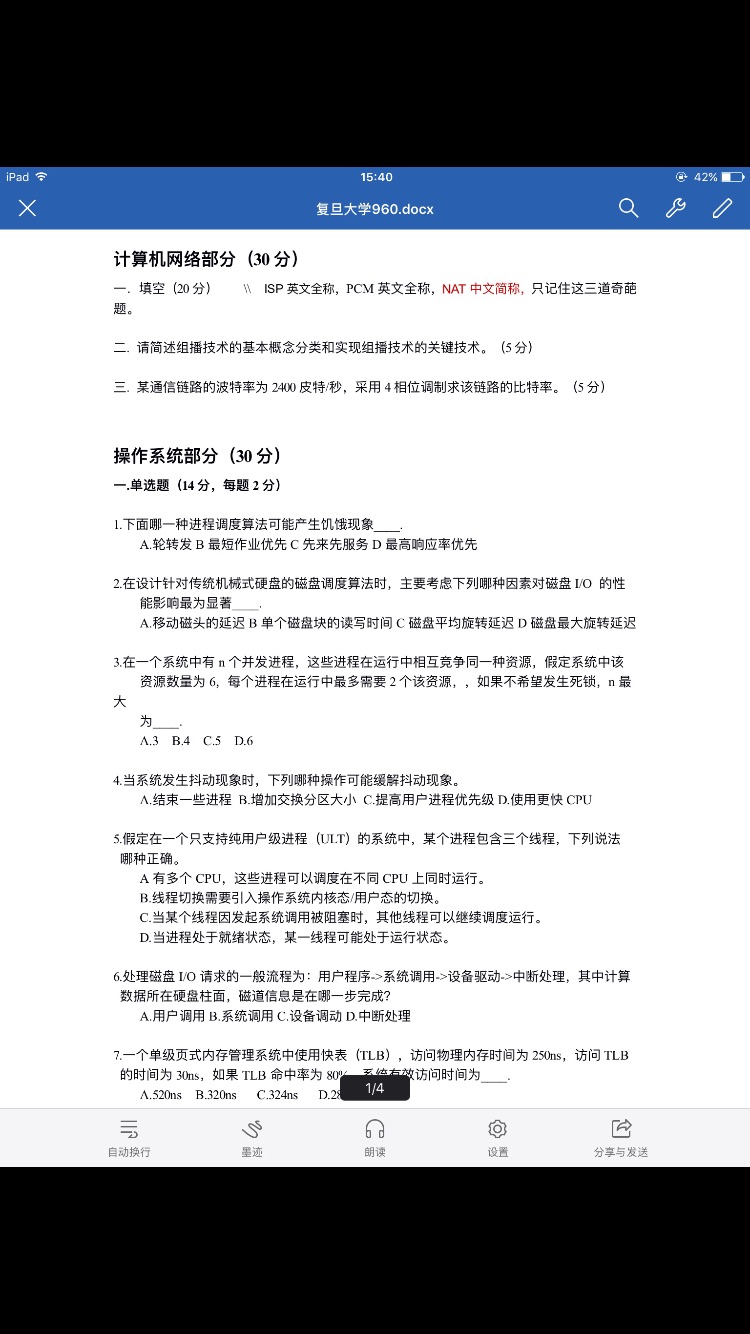 iPad 15:40 42%
复旦大学960.docx
计算机网络部分（30 分）
一．填空（20 分） \\ ISP 英文全称，PCM 英文全称，NAT 中文简称，只记住这三道奇葩
题。
二. 请简述组播技术的基本概念分类和实现组播技术的关键技术。（5 分）
三. 某通信链路的波特率为 2400 皮特/秒，采用 4 相位调制求该链路的比特率。（5 分）
操作系统部分（30 分）
一.单选题（14 分，每题 2 分）
1.下面哪一种进程调度算法可能产生饥饿现象____.
A.轮转发 B 最短作业优先 C 先来先服务 D 最高响应率优先
2.在设计针对传统机械式硬盘的磁盘调度算法时，主要考虑下列哪种因素对磁盘 I/O 的性
能影响最为显著____.
A.移动磁头的延迟 B 单个磁盘块的读写时间 C 磁盘平均旋转延迟 D 磁盘最大旋转延迟
3.在一个系统中有 n 个并发进程，这些进程在运行中相互竞争同一种资源，假定系统中该
资源数量为 6，每个进程在运行中最多需要 2 个该资源，，如果不希望发生死锁，n 最
大
为____.
A.3 B.4 C.5 D.6
4.当系统发生抖动现象时，下列哪种操作可能缓解抖动现象。
A.结束一些进程 B.增加交换分区大小 C.提高用户进程优先级 D.使用更快 CPU
5.假定在一个只支持纯用户级进程（ULT）的系统中，某个进程包含三个线程，下列说法
哪种正确。
A 有多个 CPU，这些进程可以调度在不同 CPU 上同时运行。
B.线程切换需要引入操作系统内核态/用户态的切换。
C.当某个线程因发起系统调用被阻塞时，其他线程可以继续调度运行。
D.当进程处于就绪状态，某一线程可能处于运行状态。
6.处理磁盘 I/O 请求的一般流程为：用户程序->系统调用->设备驱动->中断处理，其中计算
数据所在硬盘柱面，磁道信息是在哪一步完成？
A.用户调用 B.系统调用 C.设备调动 D.中断处理
7.一个单级页式内存管理系统中使用快表（TLB），访问物理内存时间为 250ns，访问 TLB
的时间为 30ns，如果 TLB 命中率为 80%，系统有效访问时间为____.
A.520ns B.320ns C.324ns D.28
1/4
自动换行 墨迹 朗读 设置 分享与发送